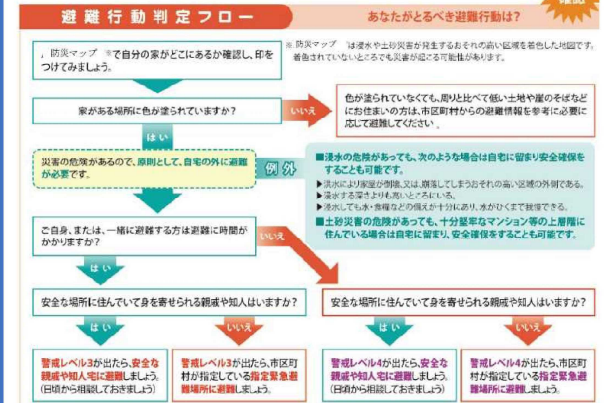 確認
避難行動判定フロー
あなたがとるべき避難行動は?
, 防災マップ ※で自分の家がどこにあるか確認し、印を
つけてみましょう。
※ 防災マップ は浸水や土砂災害が発生するおそれの高い区域を着色した地図です。
着色されていないところでも災害が起こる可能性があります。
家がある場所に色が塗られていますか?
いいえ
色が塗られていなくても、周りと比べて低い土地や崖のそばなど
にお住まいの方は、市区町村からの避難情報を参考に必要に
応じて避難してください。
はい
災害の危険があるので、原則として、自宅の外に避難
が必要です。
例外
■浸水の危険があっても、次のような場合は自宅に留まり安全確保を
することも可能です。
▶洪水により家屋が倒壊、又は、崩落してしまうおそれの高い区域の外側である。
▶浸水する深さよりも高いところにいる。
▶浸水しても水・食糧などの備えが十分にあり、水がひくまで我慢できる。
■土砂災害の危険があっても、十分堅牢なマンション等の上層階に
住んでいる場合は自宅に留まり、安全確保をすることも可能です。
ご自身、または、一緒に避難する方は避難に時間が
かかりますか?
いいえ
はい
安全な場所に住んでいて身を寄せられる親戚や知人はいますか?
安全な場所に住んでいて身を寄せられる親戚や知人はいますか?
はい
いいえ
はい
いいえ
警戒レベル3が出たら、安全な
親戚や知人宅に避難しましょう。
(日頃から相談しておきましょう)
警戒レベル3が出たら、市区町
村が指定している指定緊急避
難場所に避難しましょう。
警戒レベル4が出たら、安全な
親戚や知人宅に避難しましょう。
(日頃から相談しておきましょう)
警戒レベル4が出たら、市区町
村が指定している指定緊急避
難場所に避難しましょう。